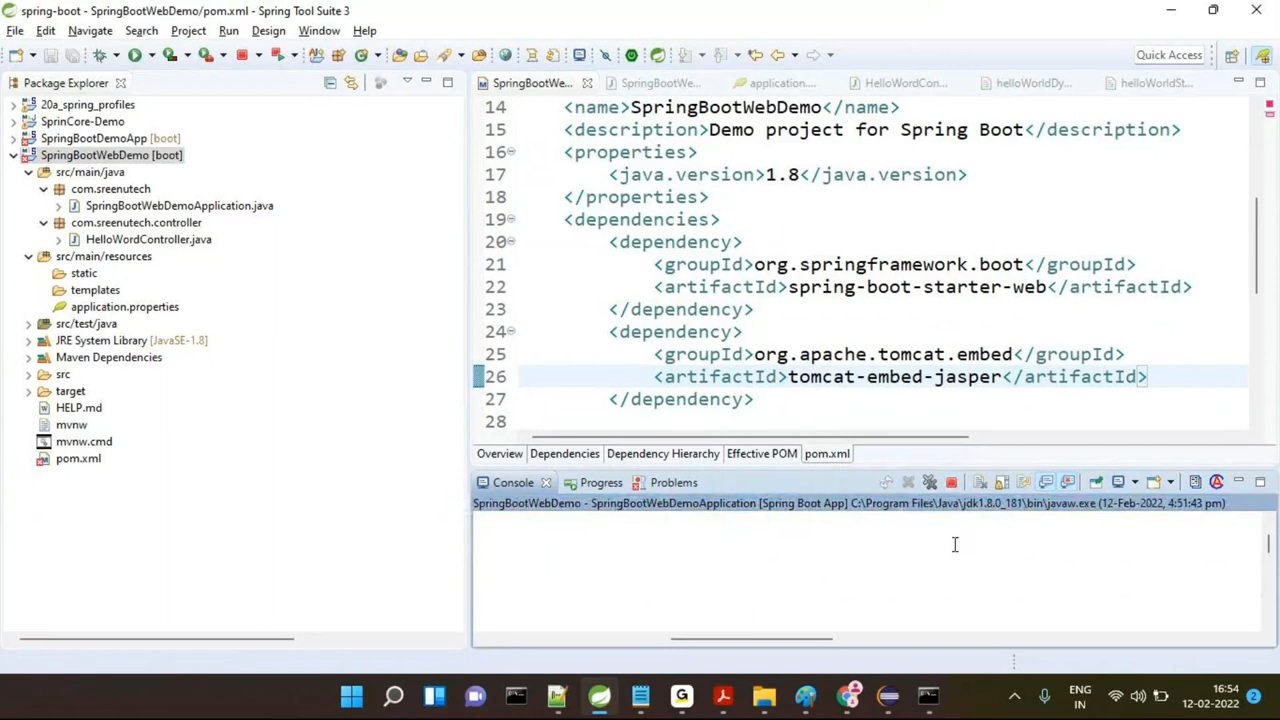 spring-boot - SpringBootWebDemo/pom.xml - Spring Tool Suite 3
File Edit Navigate Search Project Run Design Window Help
Quick Access
Package Explorer
20a_spring_profiles
SprinCore-Demo
SpringBootDemoApp [boot]
SpringBootWebDemo [boot]
src/main/java
com.sreenutech
SpringBootWebDemoApplication.java
com.sreenutech.controller
HelloWordController.java
src/main/resources
static
templates
application.properties
src/test/java
JRE System Library [JavaSE-1.8]
Maven Dependencies
src
target
HELP.md
mvnw
mvnw.cmd
pom.xml
SpringBootWe... SpringBootWe... application.... HelloWordCon... helloWorldDy... helloWorldSt...
14 <name>SpringBootWebDemo</name>
15 <description>Demo project for Spring Boot</description>
16 <properties>
17 <java.version>1.8</java.version>
18 </properties>
19 <dependencies>
20 <dependency>
21 <groupId>org.springframework.boot</groupId>
22 <artifactId>spring-boot-starter-web</artifactId>
23 </dependency>
24 <dependency>
25 <groupId>org.apache.tomcat.embed</groupId>
26 <artifactId>tomcat-embed-jasper</artifactId>
27 </dependency>
28
Overview Dependencies Dependency Hierarchy Effective POM pom.xml
Console Progress Problems
SpringBootWebDemo - SpringBootWebDemoApplication [Spring Boot App] C:\Program Files\Java\jdk1.8.0_181\bin\javaw.exe (12-Feb-2022, 4:51:43 pm)
ENG
IN
16:54
12-02-2022
2